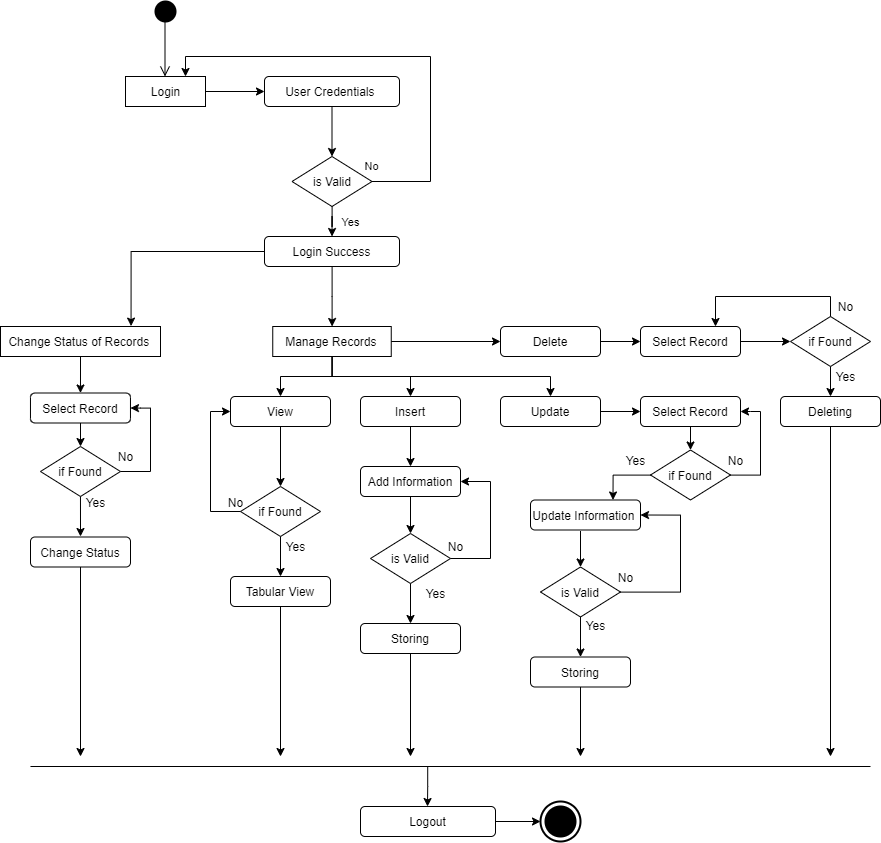 Login
User Credentials
No
is Valid
Yes
Login Success
No
Change Status of Records
Manage Records
Delete
Select Record
if Found
Yes
Select Record
View
Insert
Update
Select Record
Deleting
No
if Found
Yes
No
if Found
Yes
Add Information
Yes
if Found
No
Update Information
Change Status
is Valid
No
Yes
Tabular View
is Valid
No
Yes
Storing
Storing
Logout